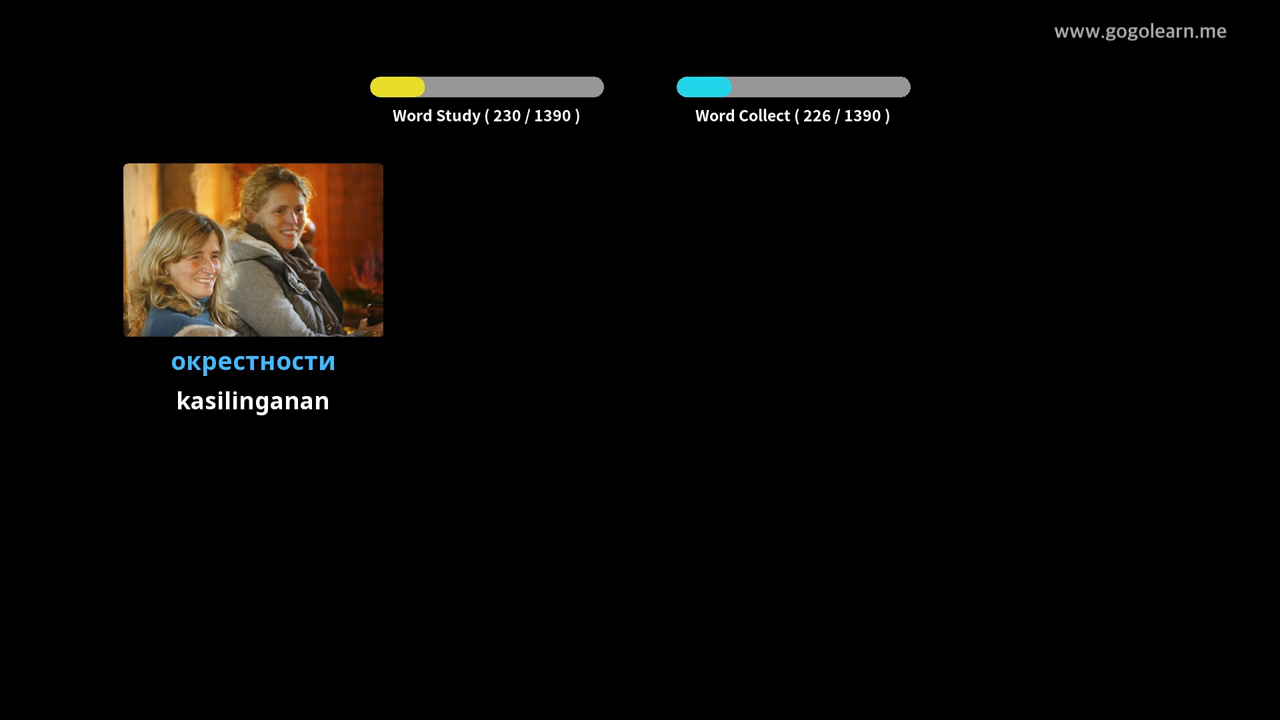 www.gogolearn.me
Word Study ( 230 / 1390 )
Word Collect ( 226 / 1390 )
окрестности
kasilinganan